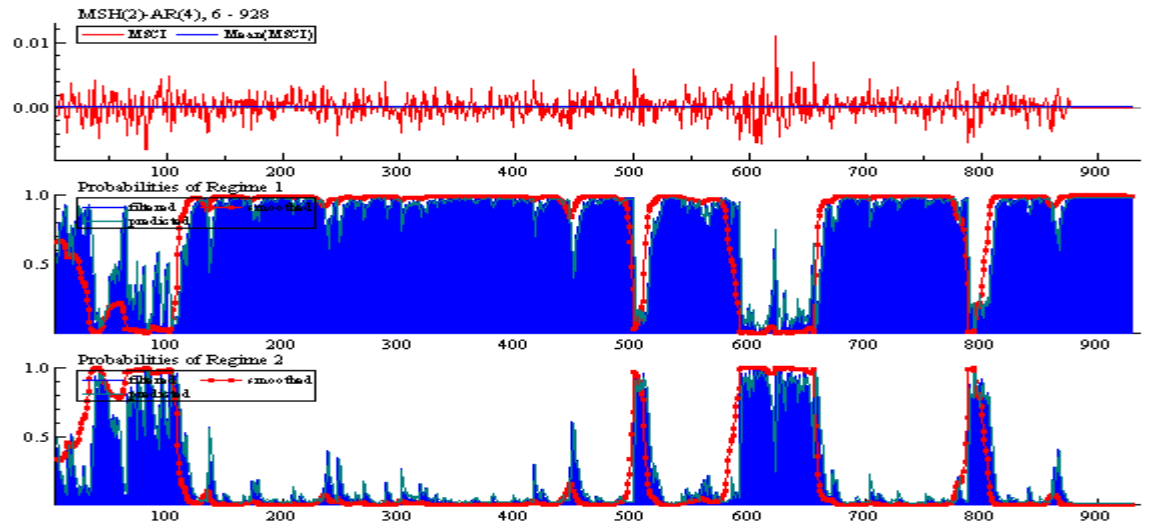 MSH(2)-AR(4), 6 - 928
MSCI Mean(MSCI)
0.01
0.00
100 200 300 400 500 600 700 800 900
Probabilities of Regime 1
1.0
filtered smoothed
predicted
0.5
100 200 300 400 500 600 700 800 900
Probabilities of Regime 2
1.0
filtered smoothed
predicted
0.5
100 200 300 400 500 600 700 800 900